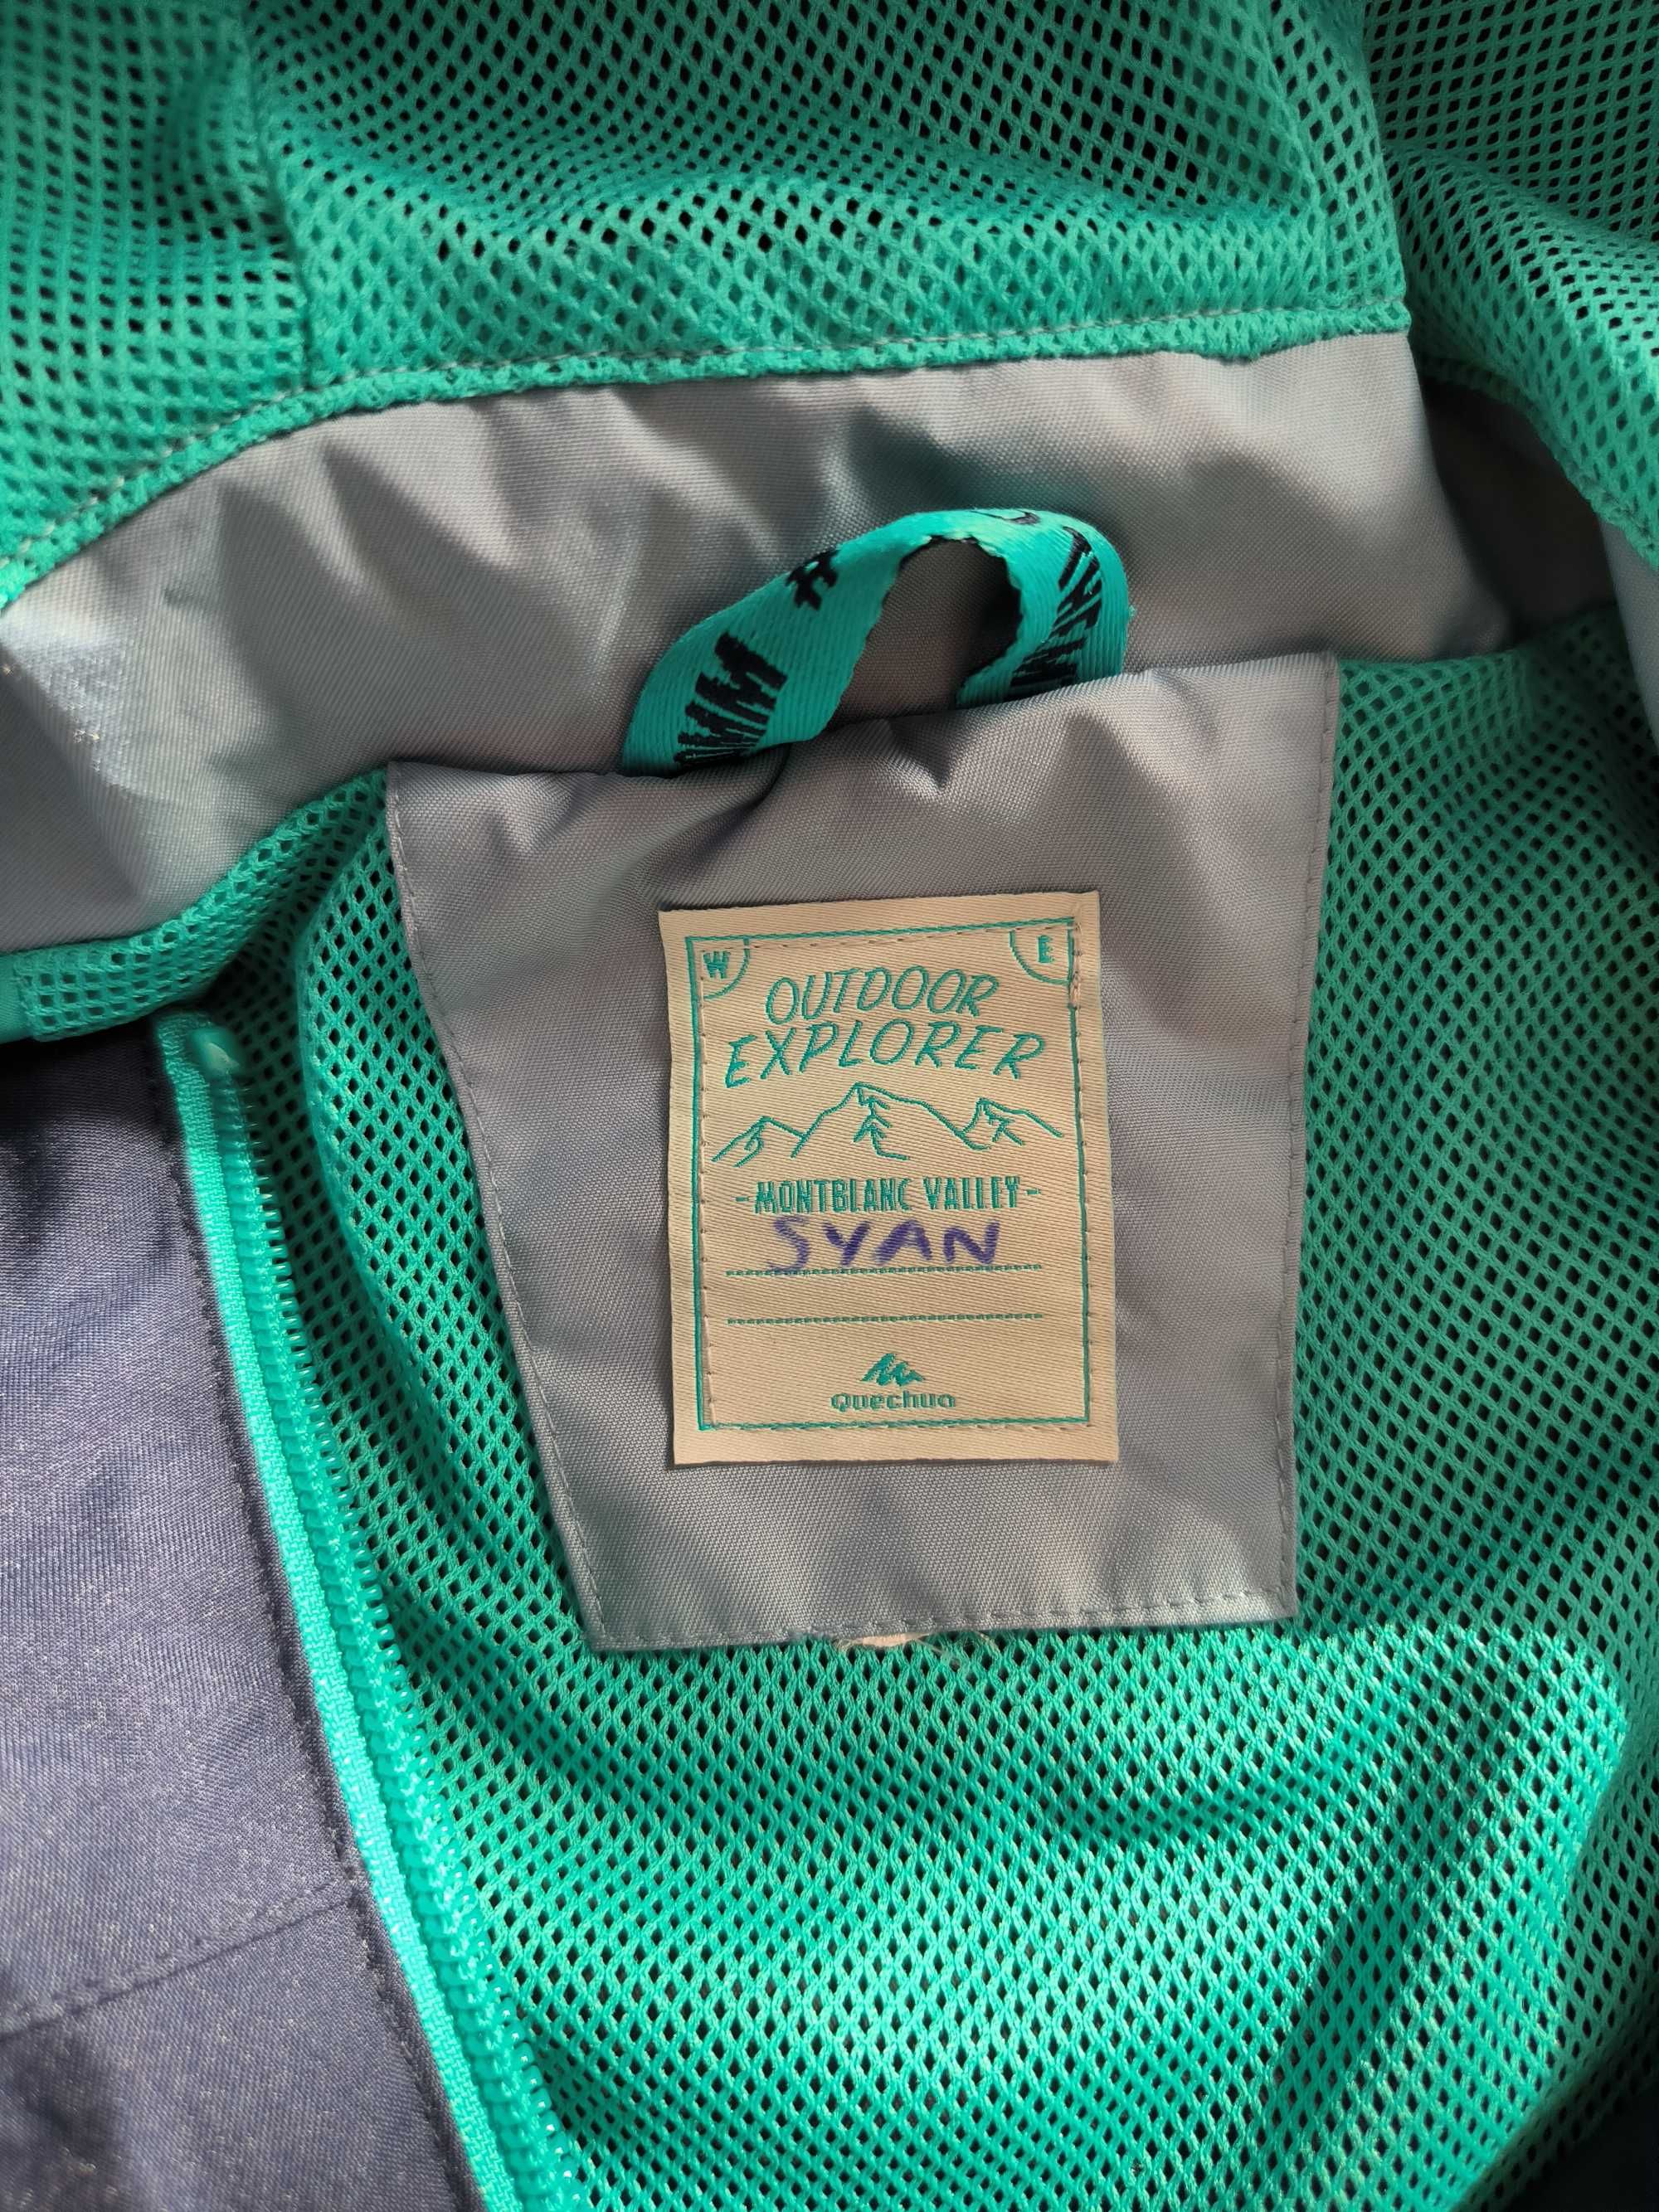 W E
OUTDOOR
EXPLORER
-MONTBLANC VALLEY-
SYAN
Quechua